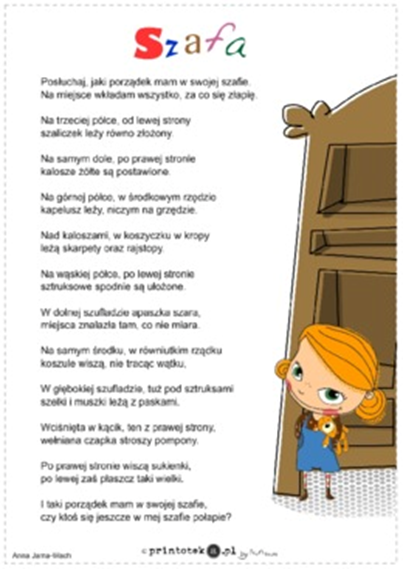 Szafa
Posłuchaj, jaki porządek mam w swojej szafie.
Na miejsce wkładam wszystko, za co się złapię.
Na trzeciej półce, od lewej strony
szaliczek leży równo złożony.
Na samym dole, po prawej stronie
kalosze żółte są postawione.
Na górnej półce, w środkowym rzędzie
kapelusz leży, niczym na grzędzie.
Nad kaloszami, w koszyczku w kropy
leżą skarpety oraz rajstopy.
Na wąskiej półce, po lewej stronie
sztruksowe spodnie są ułożone.
W dolnej szufladzie apaszka szara,
miejsca znalazła tam, co nie miara.
Na samym środku, w równiutkim rządku
koszule wiszą, nie tracąc wątku,
W głębokiej szufladzie, tuż pod sztruksami
szelki i muszki leżą z paskami.
Wciśnięta w kącik, ten z prawej strony,
wełniana czapka stroszy pompony.
Po prawej stronie wiszą sukienki,
po lewej zaś płaszcz taki wielki.
I taki porządek mam w swojej szafie,
czy ktoś się jeszcze w mej szafie połapie?
Anna Jarna-Mach
printotek.pl